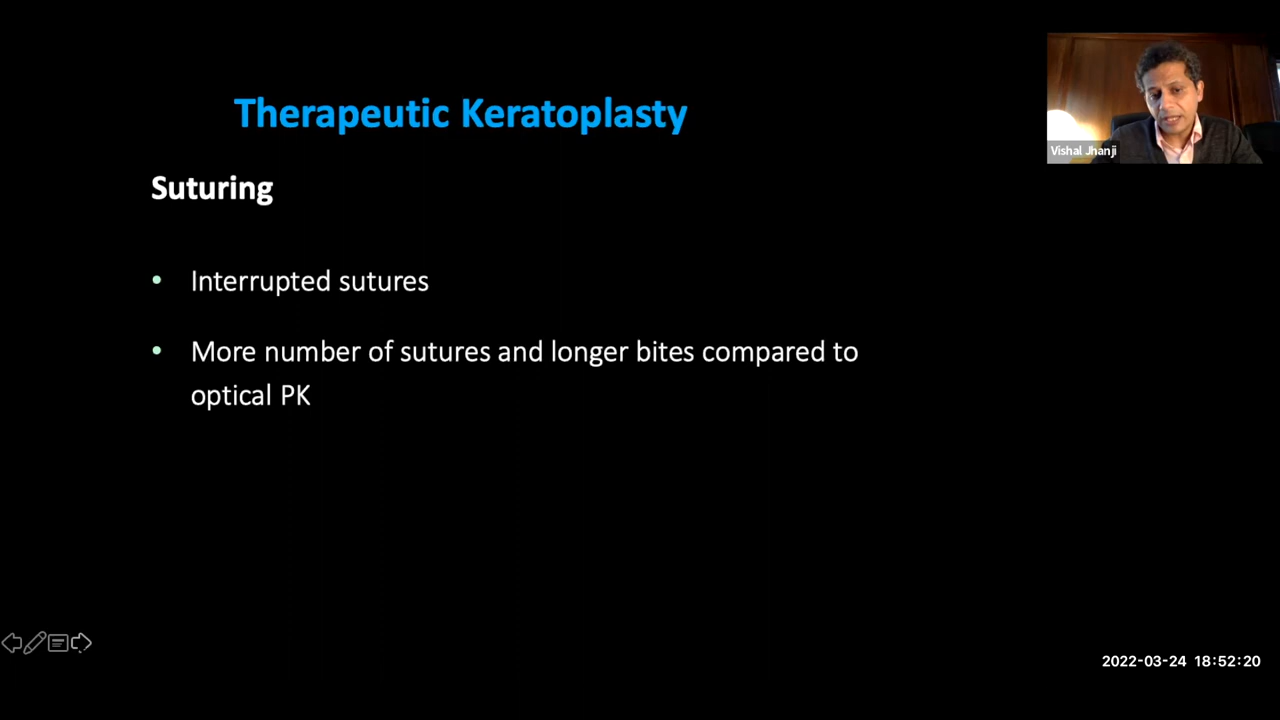 Therapeutic Keratoplasty
Vishal Jhanji
Suturing
• Interrupted sutures
• More number of sutures and longer bites compared to
optical PK
2022-03-24 18:52:20